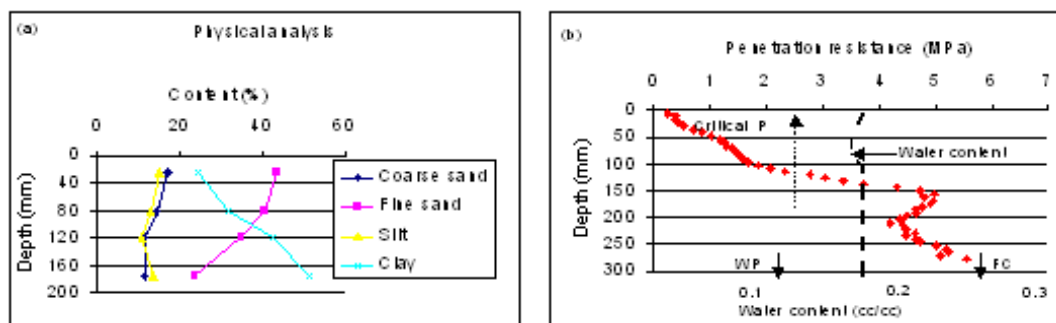 (a)
Physical analysis
Content (%)
0 20 40 60
0
40
80
120
160
200
Depth (mm)
Coarse sand
Fine sand
Silt
Clay
(b)
Penetration resistance (MPa)
0 1 2 3 4 5 6 7
0
50
100
150
200
250
300
Depth (mm)
Critical P
Water content
WP
FC
0.1 0.2 0.3
Water content (cc/cc)